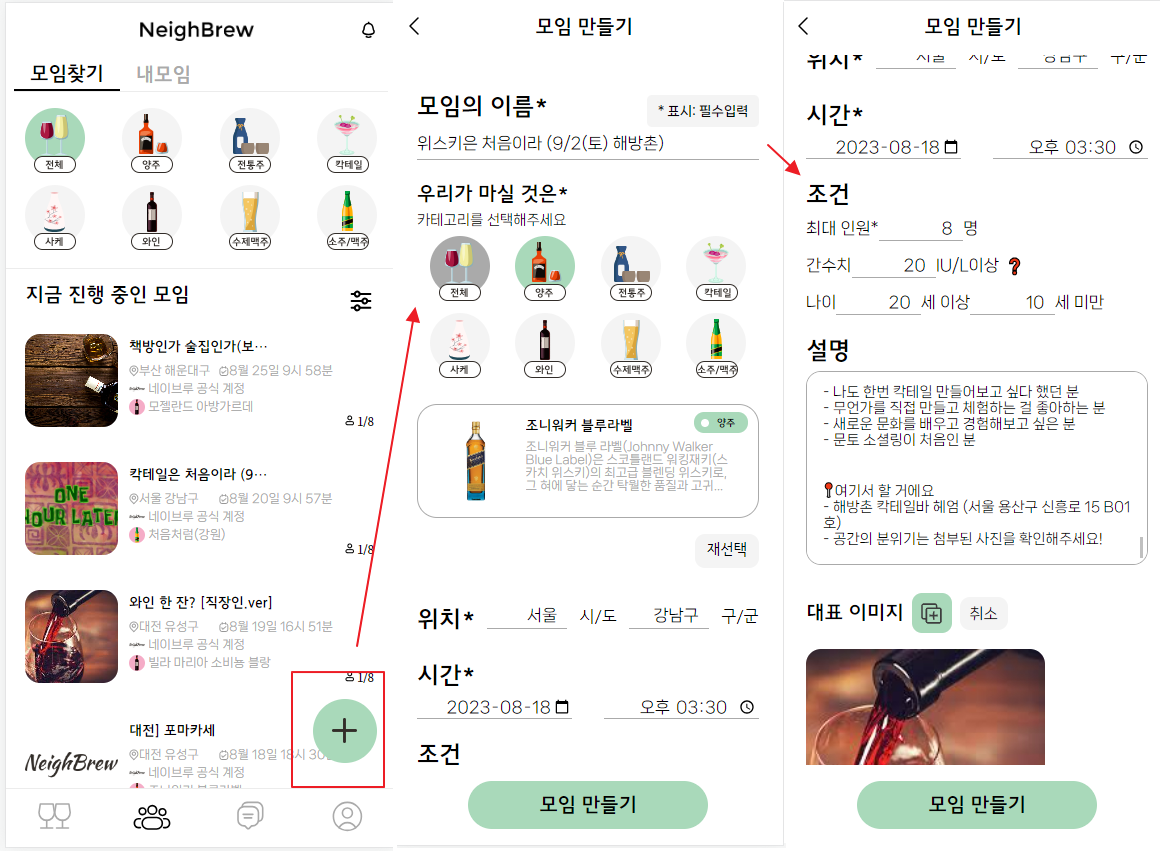 NeighBrew
모임찾기 내모임
전체 양주 전통주 칵테일
사케 와인 수제맥주 소주/맥주
지금 진행 중인 모임
책방인가 술집인가(보…
부산 해운대구 8월 25일 9시 58분
네이브루 공식 계정
모젤란드 아방가르데
1/8
칵테일은 처음이라 (9…
서울 강남구 8월 20일 9시 57분
네이브루 공식 계정
처음처럼(강원)
1/8
ONE
HOUR LATER
와인 한 잔? [직장인.ver]
대전 유성구 8월 19일 16시 51분
네이브루 공식 계정
빌라 마리아 소비뇽 블랑
1/8
대전] 포마카세
대전 유성구 8월 18일 18시 30
NeighBrew
네이브루 공식 계정
모임 만들기
모임의 이름*
* 표시: 필수입력
위스키은 처음이라 (9/2(토) 해방촌)
우리가 마실 것은*
카테고리를 선택해주세요
전체 양주 전통주 칵테일
사케 와인 수제맥주 소주/맥주
조니워커 블루라벨
양주
조니워커 블루 라벨(Johnny Walker
Blue Label)은 스코틀랜드 워킹재키(스
카치 위스키)의 최고급 블렌딩 위스키로,
그 혀에 닿는 순간 탁월한 품질과 고귀...
재선택
위치* 서울 시/도 강남구 구/군
시간*
2023-08-18 오후 03:30
조건
모임 만들기
모임 만들기
위치* 서울 시/도 강남구 구/군
시간*
2023-08-18 오후 03:30
조건
최대 인원* 8 명
간수치 20 IU/L이상 ?
나이 20 세 이상 10 세 미만
설명
- 나도 한번 칵테일 만들어보고 싶다 했던 분
- 무언가를 직접 만들고 체험하는 걸 좋아하는 분
- 새로운 문화를 배우고 경험해보고 싶은 분
- 문토 소셜링이 처음인 분
여기서 할 거에요
- 해방촌 칵테일바 헤엄 (서울 용산구 신흥로 15 B01
호)
- 공간의 분위기는 첨부된 사진을 확인해주세요!
대표 이미지 취소
모임 만들기